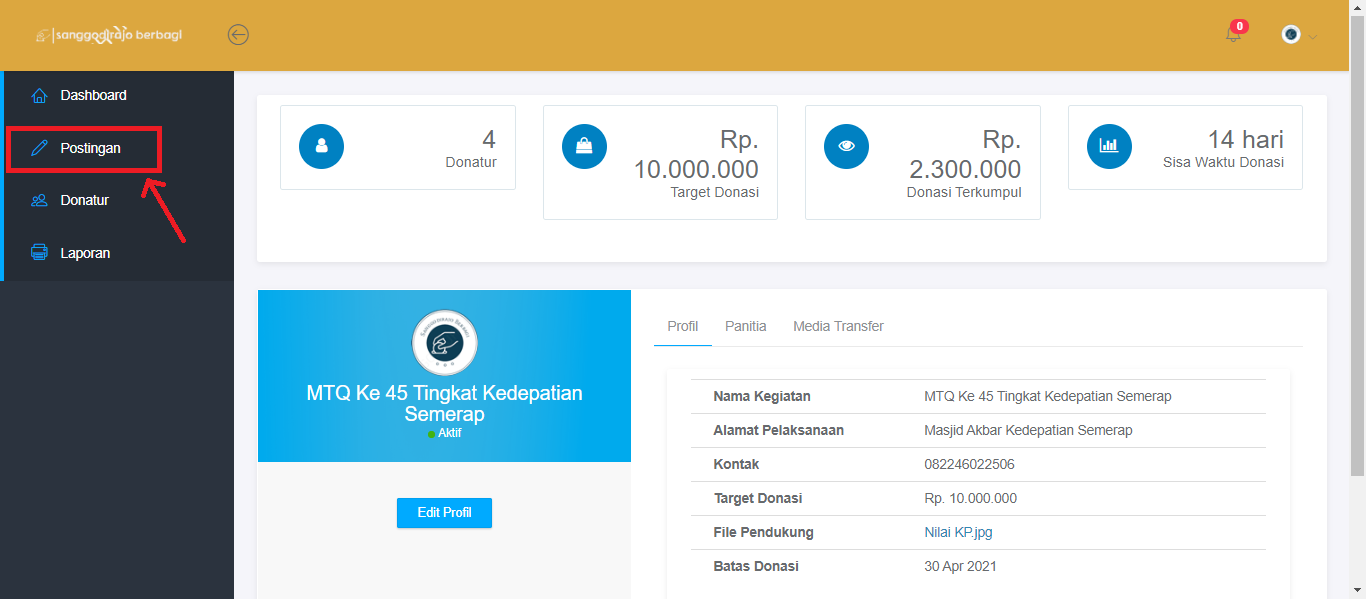 sanggodirajo berbagi
0
Dashboard
Postingan
Donatur
Laporan
4
Donatur
Rp.
10.000.000
Target Donasi
Rp.
2.300.000
Donasi Terkumpul
14 hari
Sisa Waktu Donasi
MTQ Ke 45 Tingkat Kedepatian
Semerap
Aktif
Edit Profil
Profil Panitia Media Transfer
Nama Kegiatan MTQ Ke 45 Tingkat Kedepatian Semerap
Alamat Pelaksanaan Masjid Akbar Kedepatian Semerap
Kontak 082246022506
Target Donasi Rp. 10.000.000
File Pendukung Nilai KP.jpg
Batas Donasi 30 Apr 2021